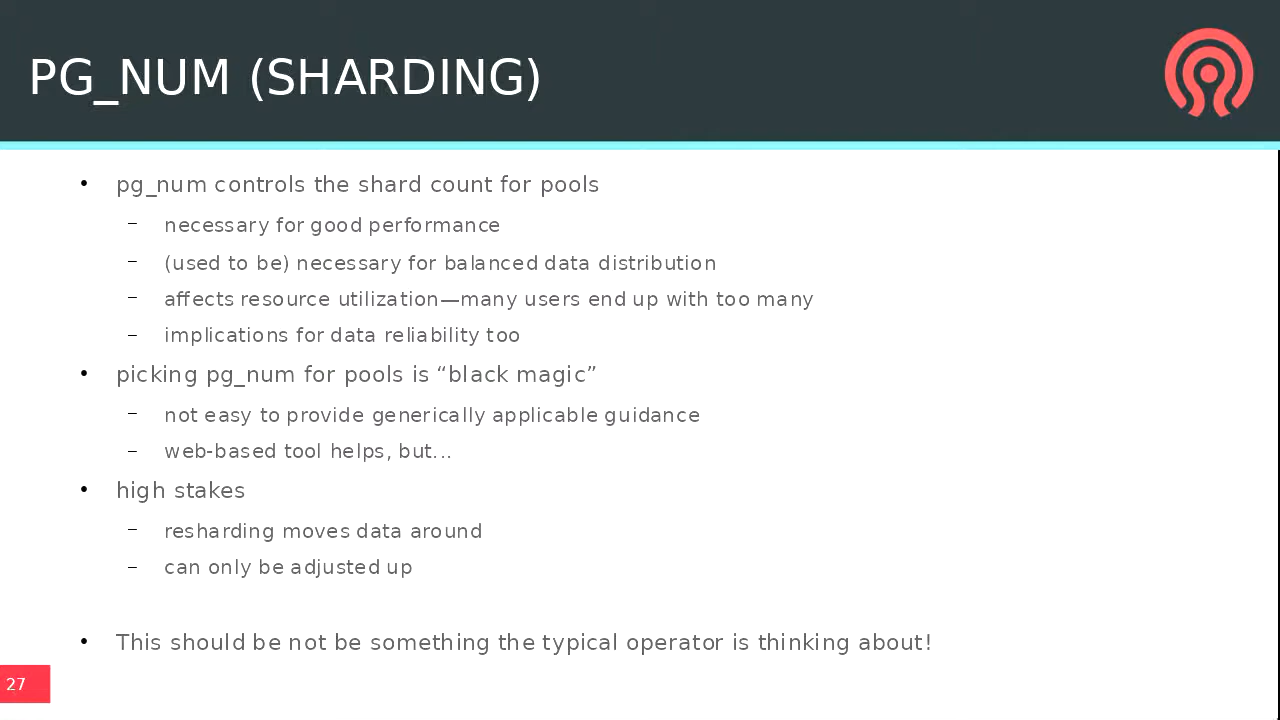 PG_NUM (SHARDING)
• pg_num controls the shard count for pools
– necessary for good performance
– (used to be) necessary for balanced data distribution
– affects resource utilization—many users end up with too many
– implications for data reliability too
• picking pg_num for pools is “black magic”
– not easy to provide generically applicable guidance
– web-based tool helps, but...
• high stakes
– resharding moves data around
– can only be adjusted up
• This should be not be something the typical operator is thinking about!
27